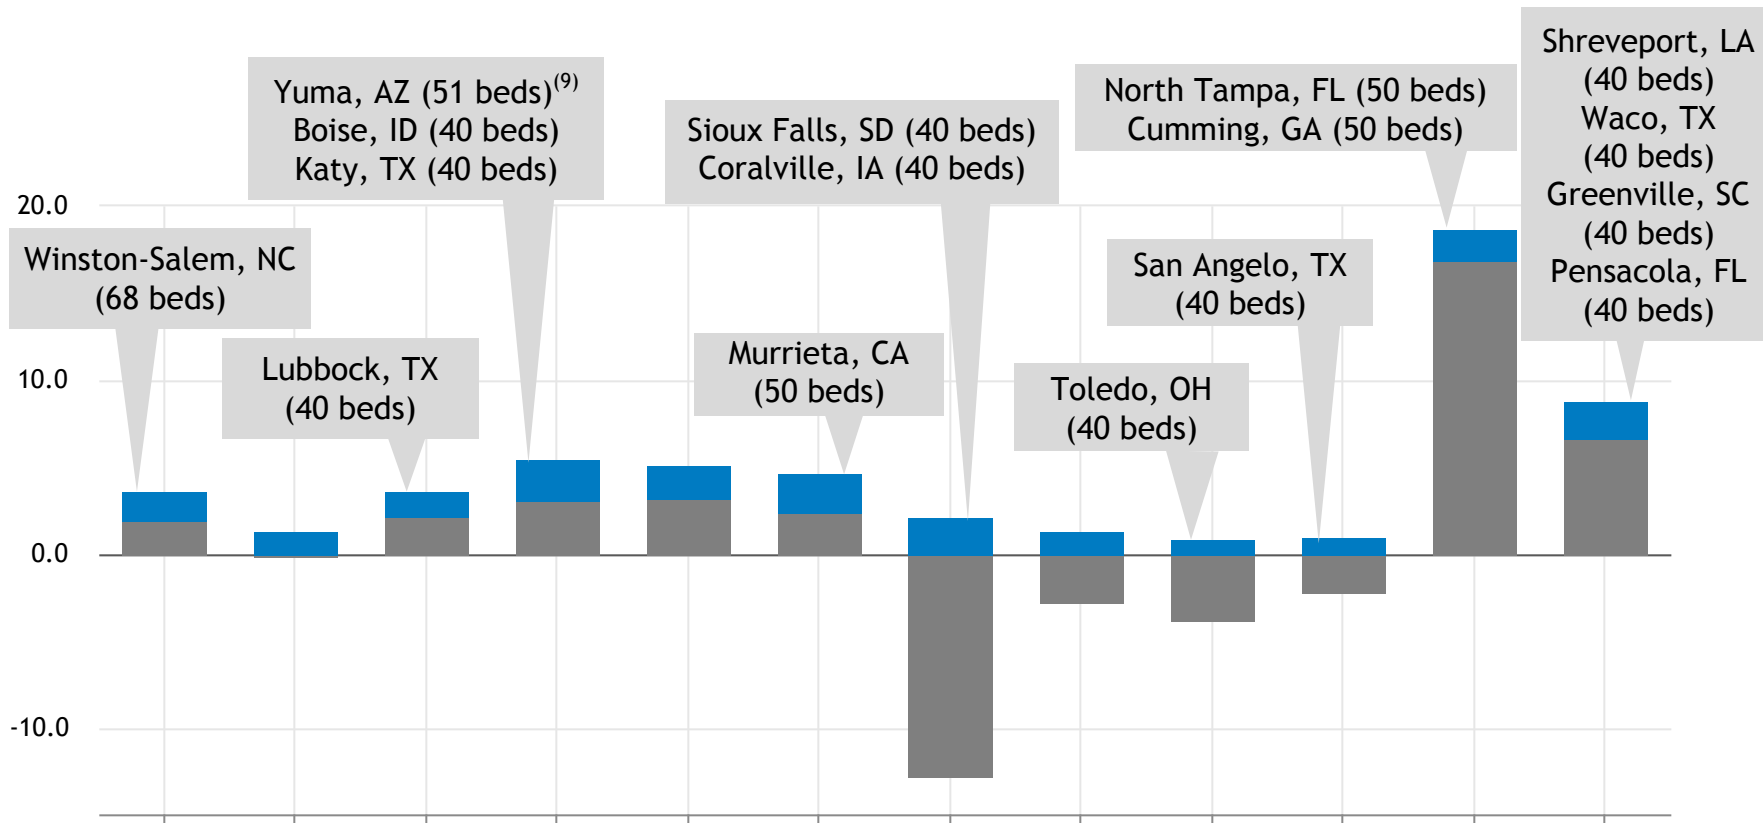 Shreveport, LA
(40 beds)
Waco, TX
(40 beds)
Greenville, SC
(40 beds)
Pensacola, FL
(40 beds)
Yuma, AZ (51 beds)(9)
Boise, ID (40 beds)
Katy, TX (40 beds)
North Tampa, FL (50 beds)
Cumming, GA (50 beds)
Sioux Falls, SD (40 beds)
Coralville, IA (40 beds)
20.0
Winston-Salem, NC
(68 beds)
San Angelo, TX
(40 beds)
Lubbock, TX
(40 beds)
Murrieta, CA
(50 beds)
Toledo, OH
(40 beds)
10.0
0.0
-10.0